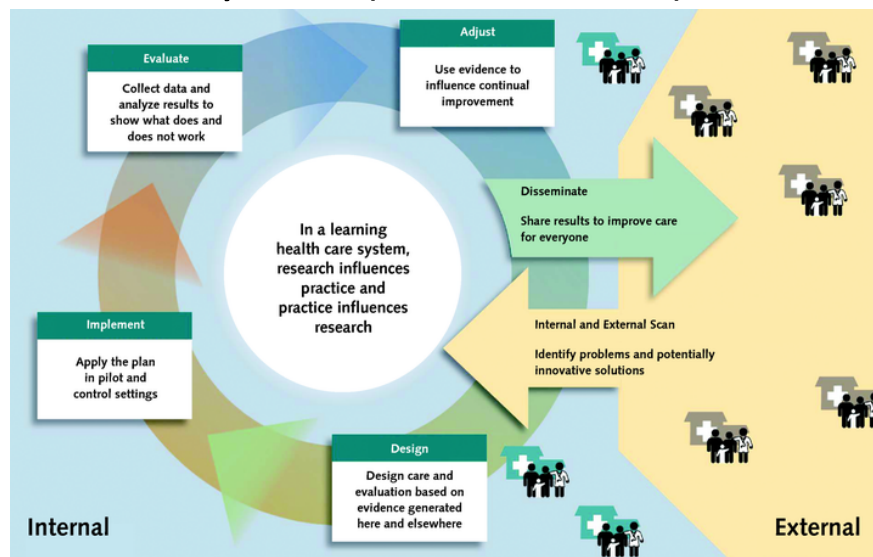 Evaluate
Collect data and
analyze results to
show what does and
does not work
Adjust
Use evidence to
influence continual
improvement
Disseminate
Share results to improve care
for everyone
In a learning
health care system,
research influences
practice and
practice influences
research
Internal and External Scan
Identify problems and potentially
innovative solutions
Implement
Apply the plan
in pilot and
control settings
Design
Design care and
evaluation based on
evidence generated
here and elsewhere
Internal
External